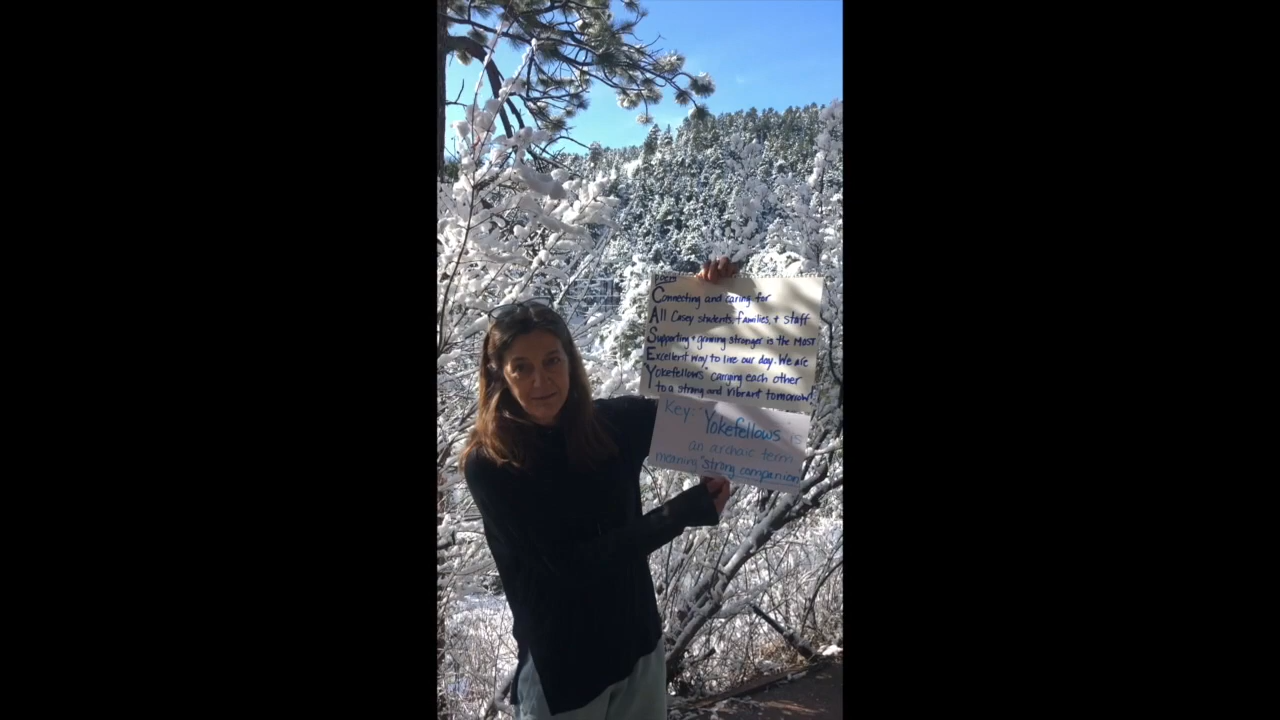 Connecting and caring for
All Casey students, families, + staff
Supporting + growing stronger is the most
Excellent way to live our day. We are
"Yokefellows" carrying each other
to a strong and vibrant tomorrow!
Key: "Yokefellows is
an archaic term
meaning "strong companion